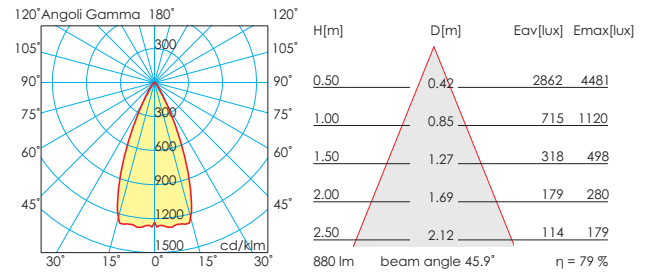 120° Angoli Gamma 180° 120°
105° 300 105°
90° 90°
75° 300 75°
60° 600 60°
900
45° 1200 45°
1500 cd/klm
30° 15° 0° 15° 30°
H[m] D[m] Eav[lux] Emax[lux]
0.50 0.42 2862 4481
1.00 0.85 715 1120
1.50 1.27 318 498
2.00 1.69 179 280
2.50 2.12 114 179
880 lm beam angle 45.9° η = 79 %